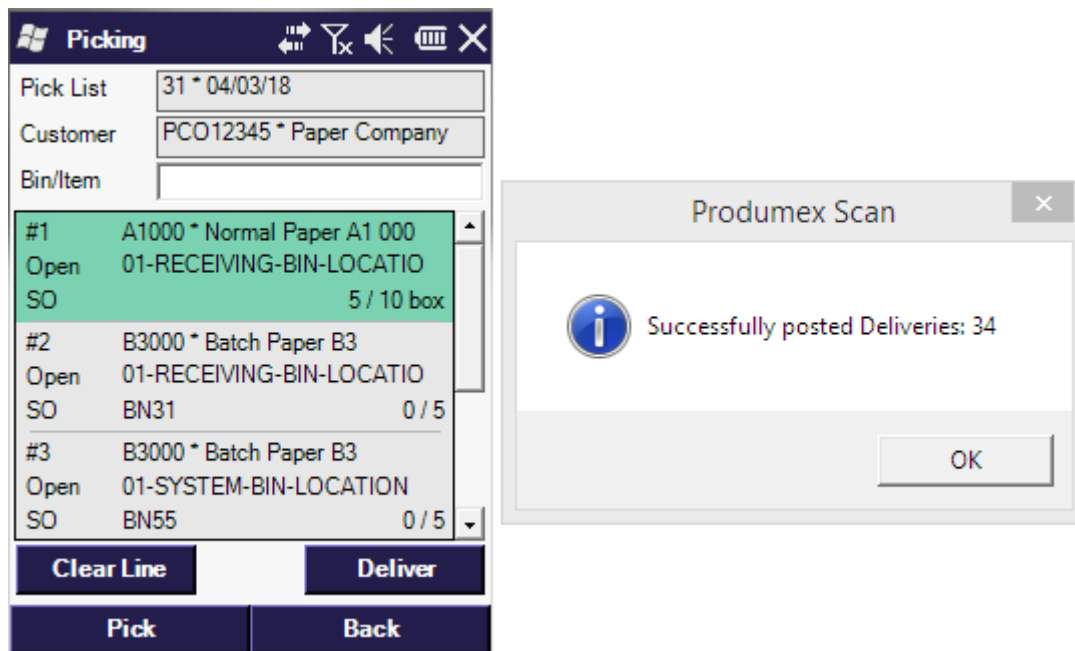 Picking
Pick List 31 * 04/03/18
Customer PCO12345 * Paper Company
Bin/Item
#1 A1000 * Normal Paper A1 000
Open 01-RECEIVING-BIN-LOCATIO
SO 5 / 10 box
#2 B3000 * Batch Paper B3
Open 01-RECEIVING-BIN-LOCATIO
SO BN31 0 / 5
#3 B3000 * Batch Paper B3
Open 01-SYSTEM-BIN-LOCATION
SO BN55 0 / 5
Clear Line Deliver
Pick Back
Produmex Scan
Successfully posted Deliveries: 34
OK